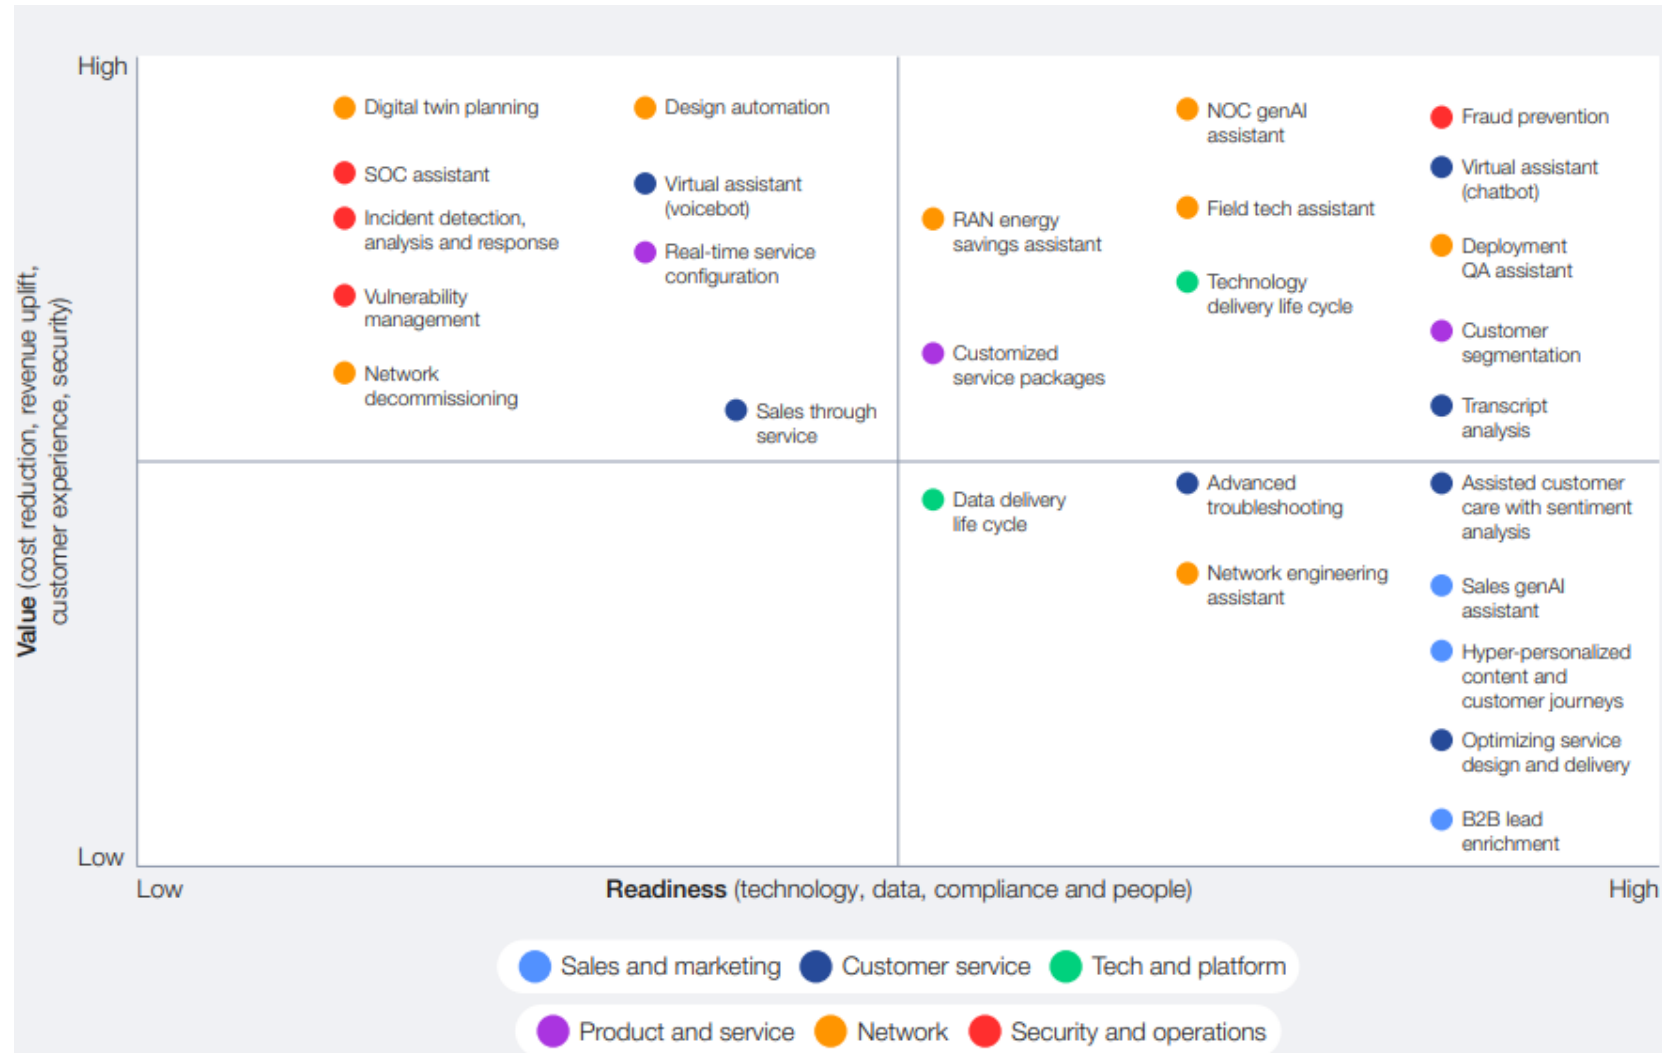 High
Digital twin planning
Design automation
NOC genAI
assistant
Fraud prevention
SOC assistant
Virtual assistant
(voicebot)
Virtual assistant
(chatbot)
Incident detection,
analysis and response
Real-time service
configuration
RAN energy
savings assistant
Field tech assistant
Deployment
QA assistant
Vulnerability
management
Technology
delivery life cycle
Customer
segmentation
Network
decommissioning
Sales through
service
Customized
service packages
Transcript
analysis
Value (cost reduction, revenue uplift,
customer experience, security)
Data delivery
life cycle
Advanced
troubleshooting
Assisted customer
care with sentiment
analysis
Network engineering
assistant
Sales genAI
assistant
Hyper-personalized
content and
customer journeys
Optimizing service
design and delivery
B2B lead
enrichment
Low
Low
Readiness (technology, data, compliance and people)
High
Sales and marketing
Customer service
Tech and platform
Product and service
Network
Security and operations